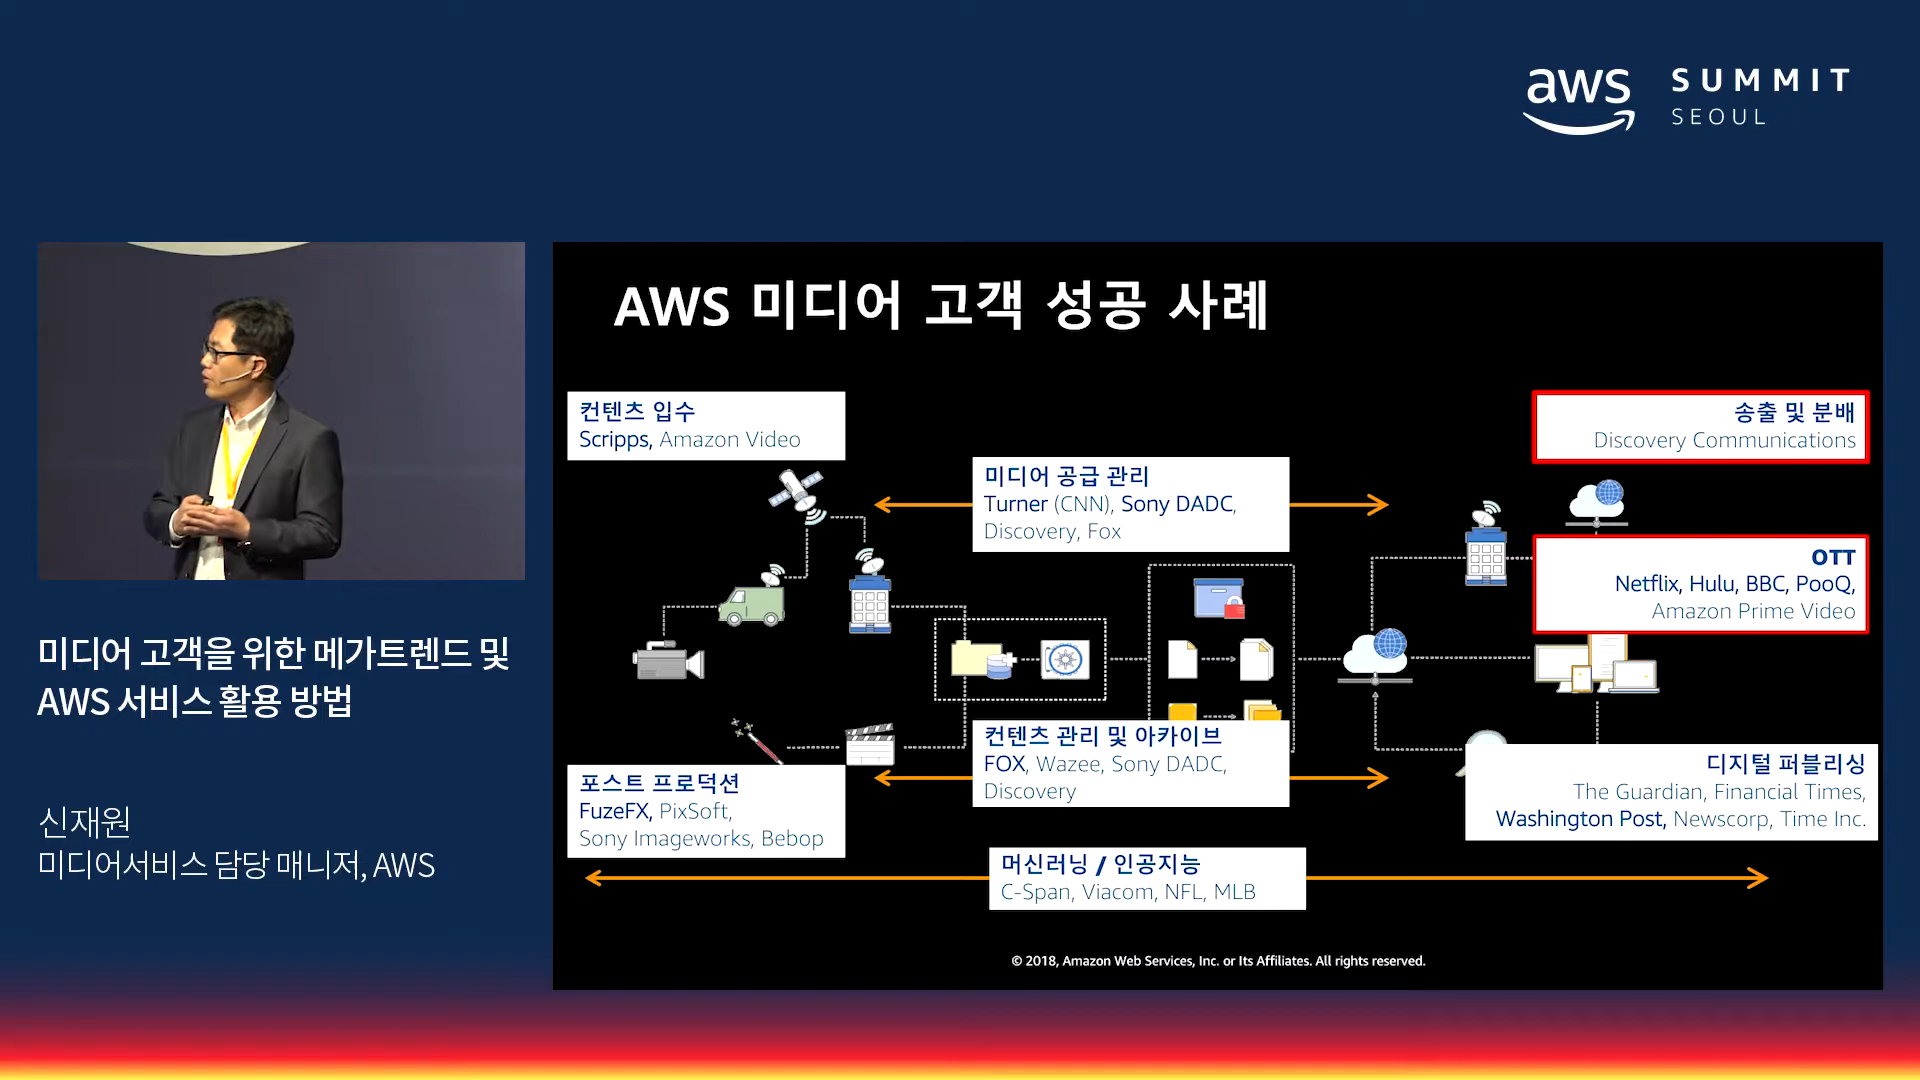 aws
SUMMIT
SEOUL
AWS 미디어 고객 성공 사례
컨텐츠 입수
Scripps, Amazon Video
송출 및 분배
Discovery Communications
미디어 공급 관리
Turner (CNN), Sony DADC,
Discovery, Fox
OTT
Netflix, Hulu, BBC, PooQ,
Amazon Prime Video
컨텐츠 관리 및 아카이브
FOX, Wazee, Sony DADC,
Discovery
포스트 프로덕션
FuzeFX, PixSoft,
Sony Imageworks, Bebop
디지털 퍼블리싱
The Guardian, Financial Times,
Washington Post, Newscorp, Time Inc.
머신러닝 / 인공지능
C-Span, Viacom, NFL, MLB
© 2018, Amazon Web Services, Inc. or Its Affiliates. All rights reserved.
미디어 고객을 위한 메가트렌드 및
AWS 서비스 활용 방법
신재원
미디어서비스 담당 매니저, AWS